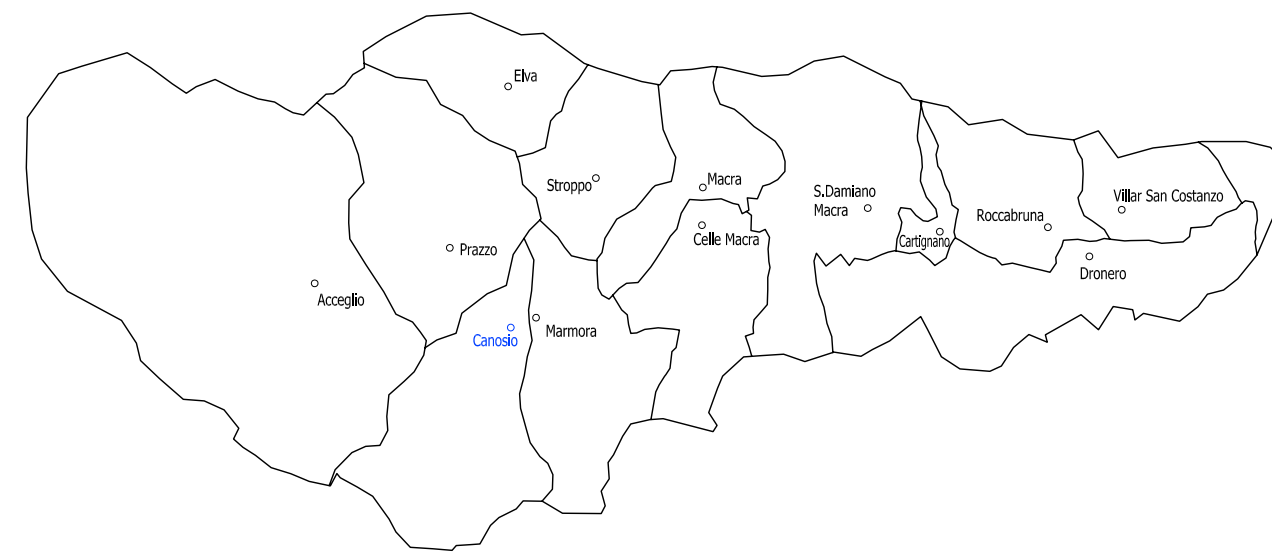 Elva
Stroppo
Macra
S.Damiano
Macra
Villar San Costanzo
Roccabruna
Cartignano
Celle Macra
Prazzo
Dronero
Acceglio
Marmora
Canosio